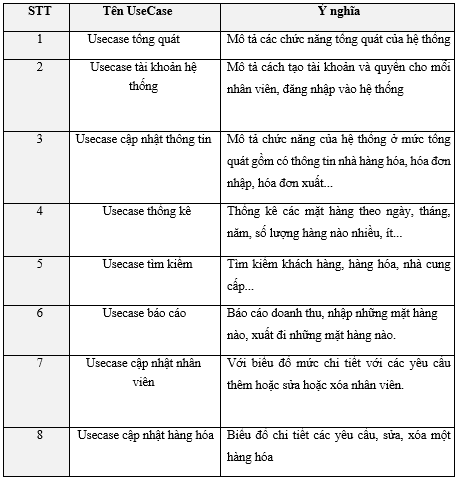 STT Tên UseCase Ý nghĩa
1 Usecase tổng quát Mô tả các chức năng tổng quát của hệ thống
2 Usecase tài khoản hệ Mô tả cách tạo tài khoản và quyền cho mỗi
thống nhân viên, đăng nhập vào hệ thống
3 Usecase cập nhật thông tin Mô tả chức năng của hệ thống ở mức tổng
quát gồm có thông tin nhà hàng hóa, hóa đơn
nhập, hóa đơn xuất...
4 Usecase thống kê Thống kê các mặt hàng theo ngày, tháng,
năm, số lượng hàng nào nhiều, ít...
5 Usecase tìm kiếm Tìm kiếm khách hàng, hàng hóa, nhà cung
cấp...
6 Usecase báo cáo Báo cáo doanh thu, nhập những mặt hàng
nào, xuất đi những mặt hàng nào.
7 Usecase cập nhật nhân Với biểu đồ mức chi tiết với các yêu cầu
viên thêm hoặc sửa hoặc xóa nhân viên.
8 Usecase cập nhật hàng hóa Biểu đồ chi tiết các yêu cầu, sửa, xóa một
hàng hóa